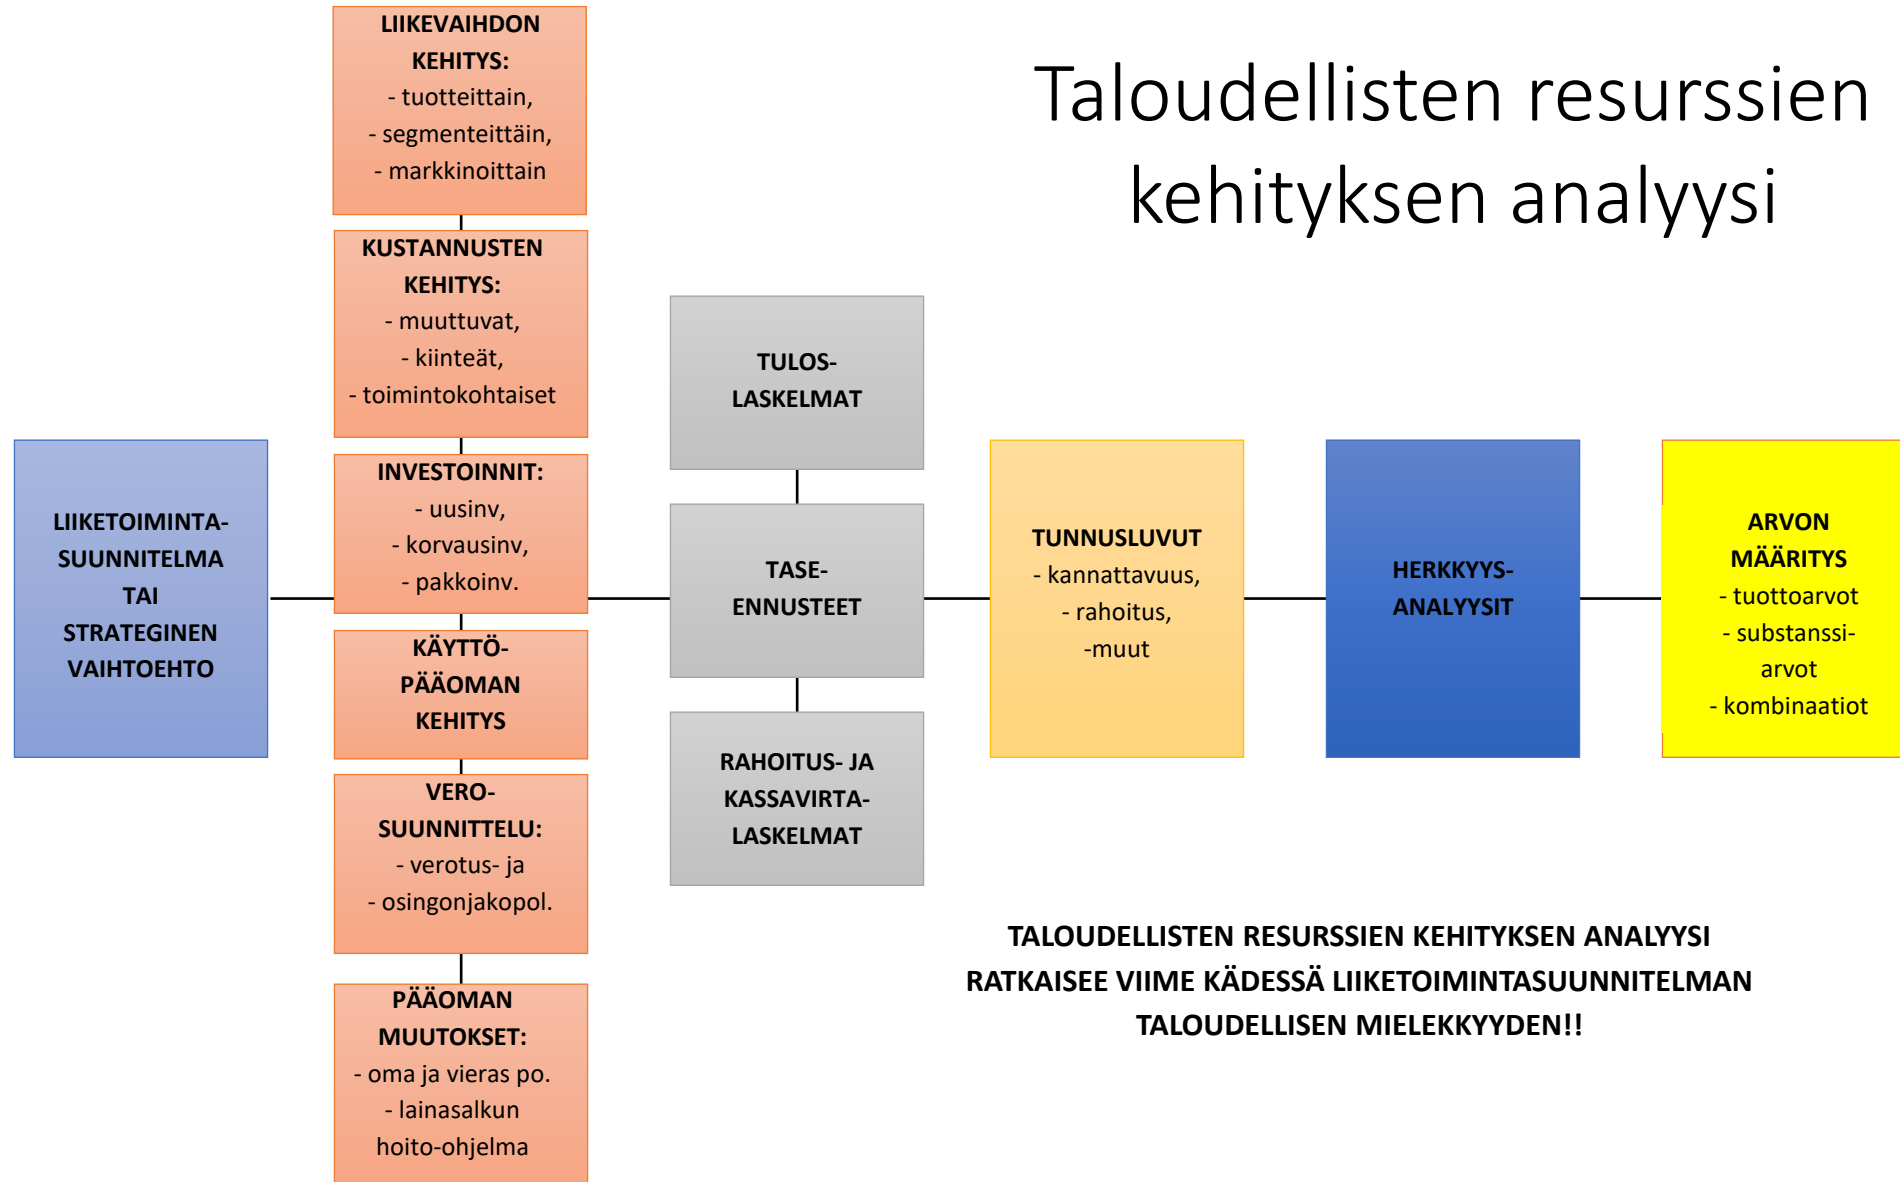 Taloudellisten resurssien
kehityksen analyysi
LIIKETOIMINTA-
SUUNNITELMA
TAI
STRATEGINEN
VAIHTOEHTO
LIIKEVAIHDON
KEHITYS:
- tuotteittain,
- segmenteittäin,
- markkinoittain
KUSTANNUSTEN
KEHITYS:
- muuttuvat,
- kiinteät,
- toimintokohtaiset
INVESTOINNIT:
- uusinv,
- korvausinv,
- pakkoinv.
KÄYTTÖ-
PÄÄOMAN
KEHITYS
VERO-
SUUNNITTELU:
- verotus- ja
- osingonjakopol.
PÄÄOMAN
MUUTOKSET:
- oma ja vieras po.
- lainasalkun
hoito-ohjelma
TULOS-
LASKELMAT
TASE-
ENNUSTEET
RAHOITUS- JA
KASSAVIRTA-
LASKELMAT
TUNNUSLUVUT
- kannattavuus,
- rahoitus,
-muut
HERKKYYS-
ANALYYSIT
ARVON
MÄÄRITYS
- tuottoarvot
- substanssi-
arvot
- kombinaatiot
TALOUDELLISTEN RESURSSIEN KEHITYKSEN ANALYYSI
RATKAISEE VIIME KÄDESSÄ LIIKETOIMINTASUUNNITELMAN
TALOUDELLISEN MIELEKKYYDEN!!